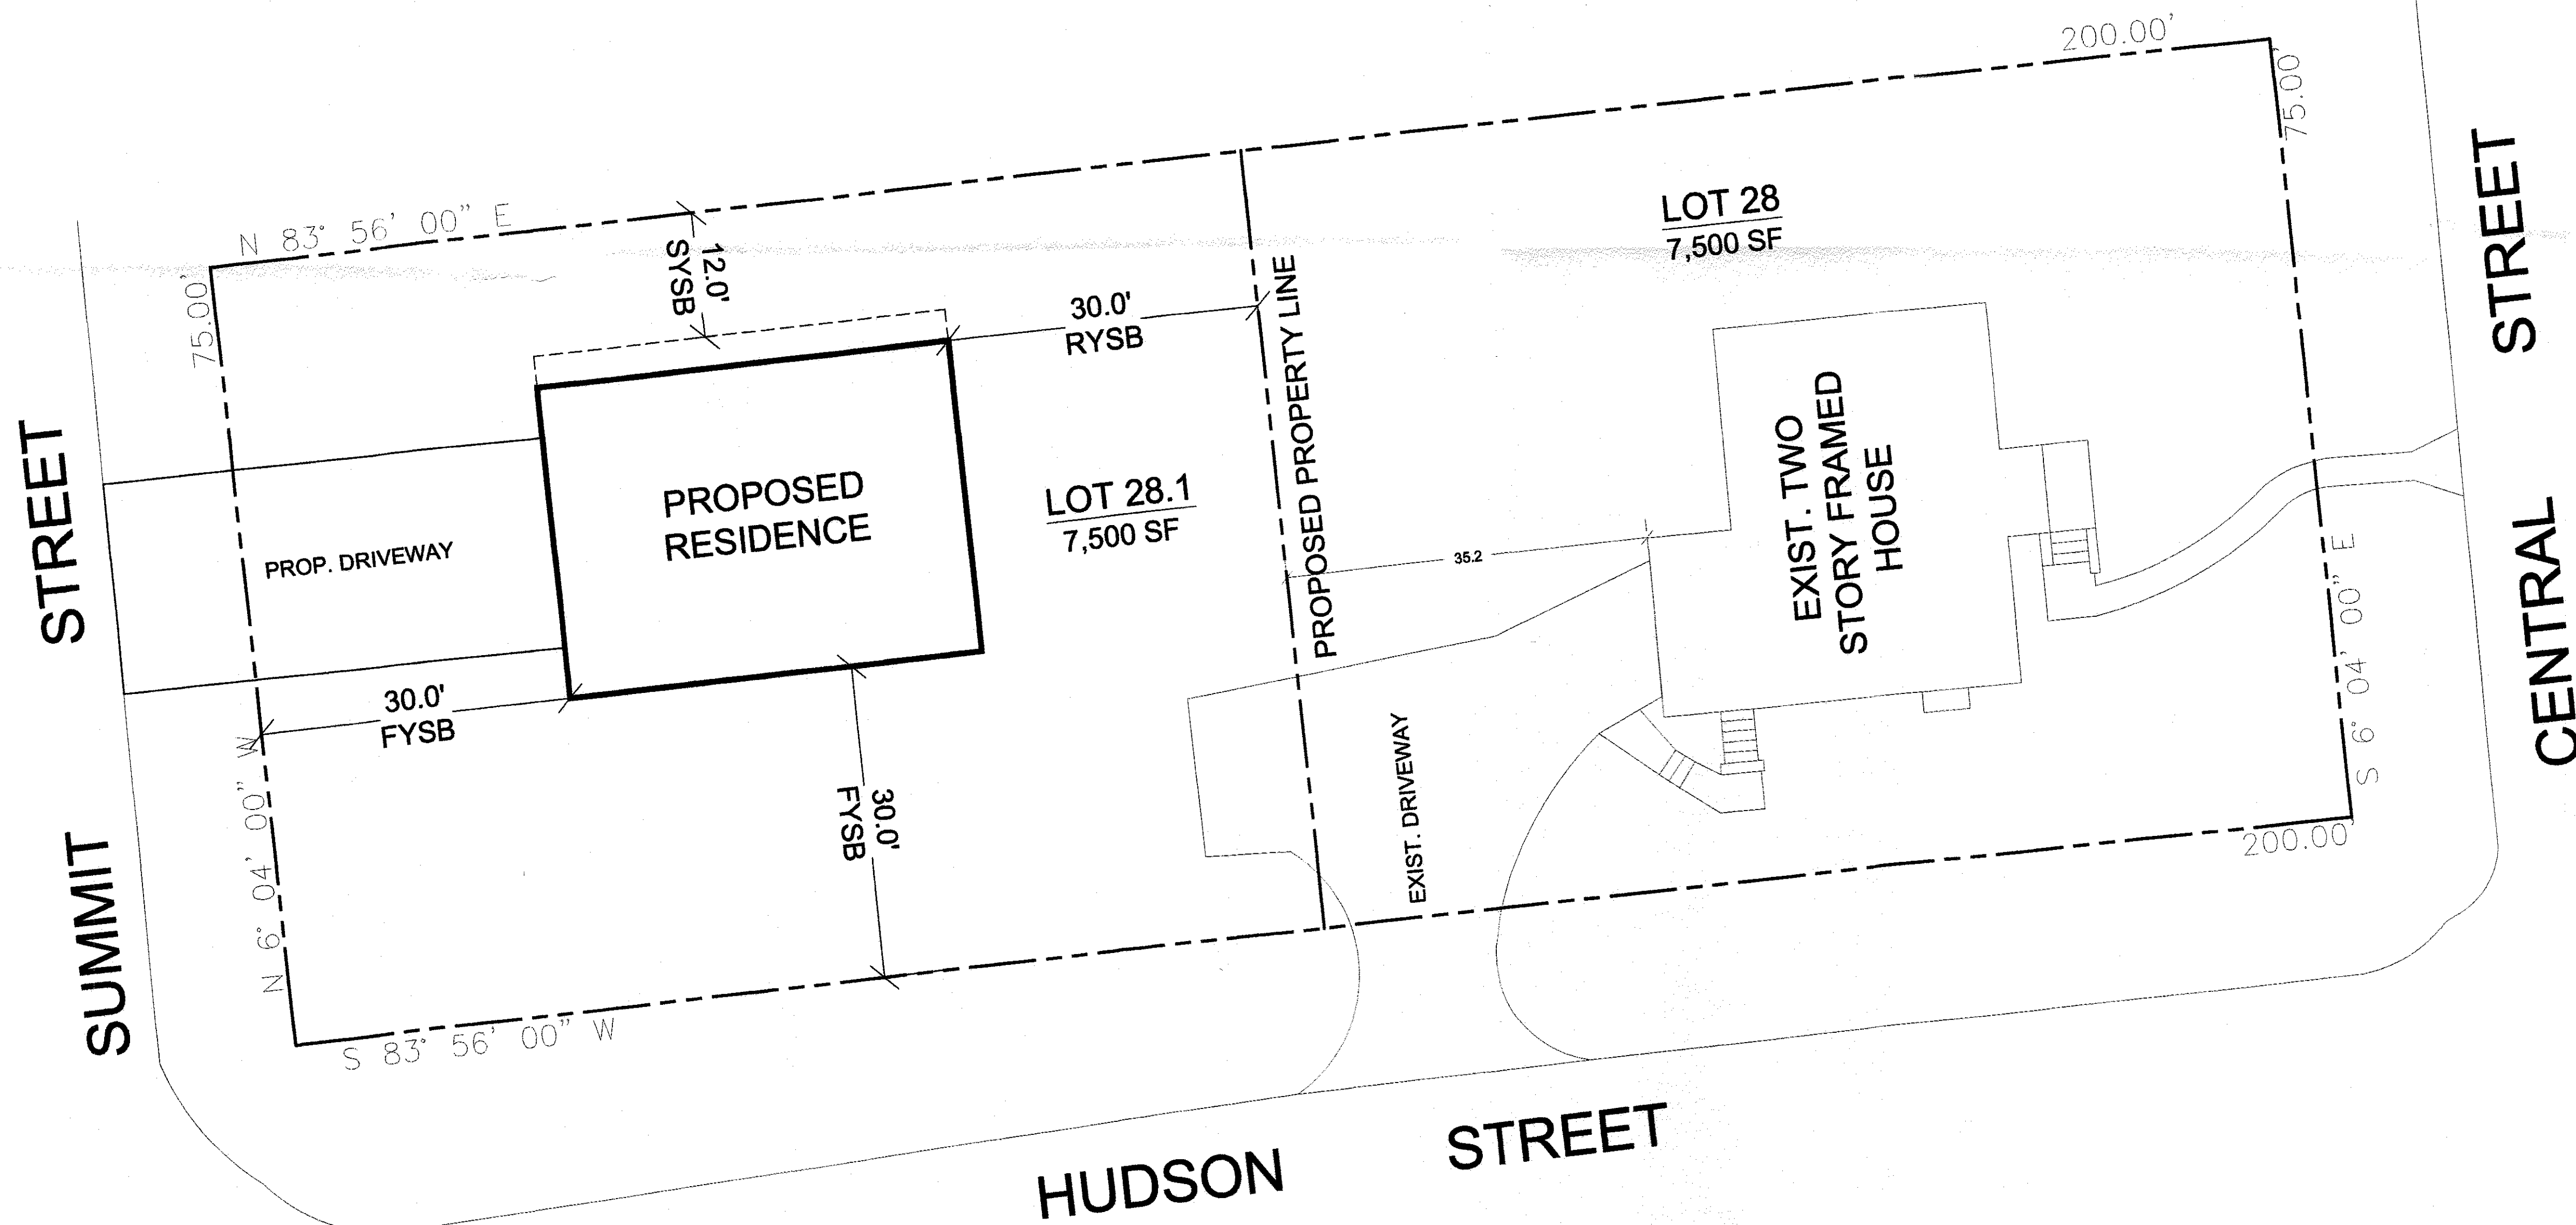 200.00'
75.00
N 83° 56' 00" E
75.00'
12.0'
SYSB
30.0'
RYSB
LOT 28
7,500 SF
PROPOSED PROPERTY LINE
STREET
STREET
PROPOSED
RESIDENCE
LOT 28.1
7,500 SF
PROP. DRIVEWAY
35.2
EXIST. TWO
STORY FRAMED
HOUSE
30.0'
FYSB
30.0'
FYSB
EXIST. DRIVEWAY
S 6° 04' 00" E
CENTRAL
N 6° 04' 00" W
SUMMIT
200.00'
S 83° 56' 00" W
HUDSON STREET